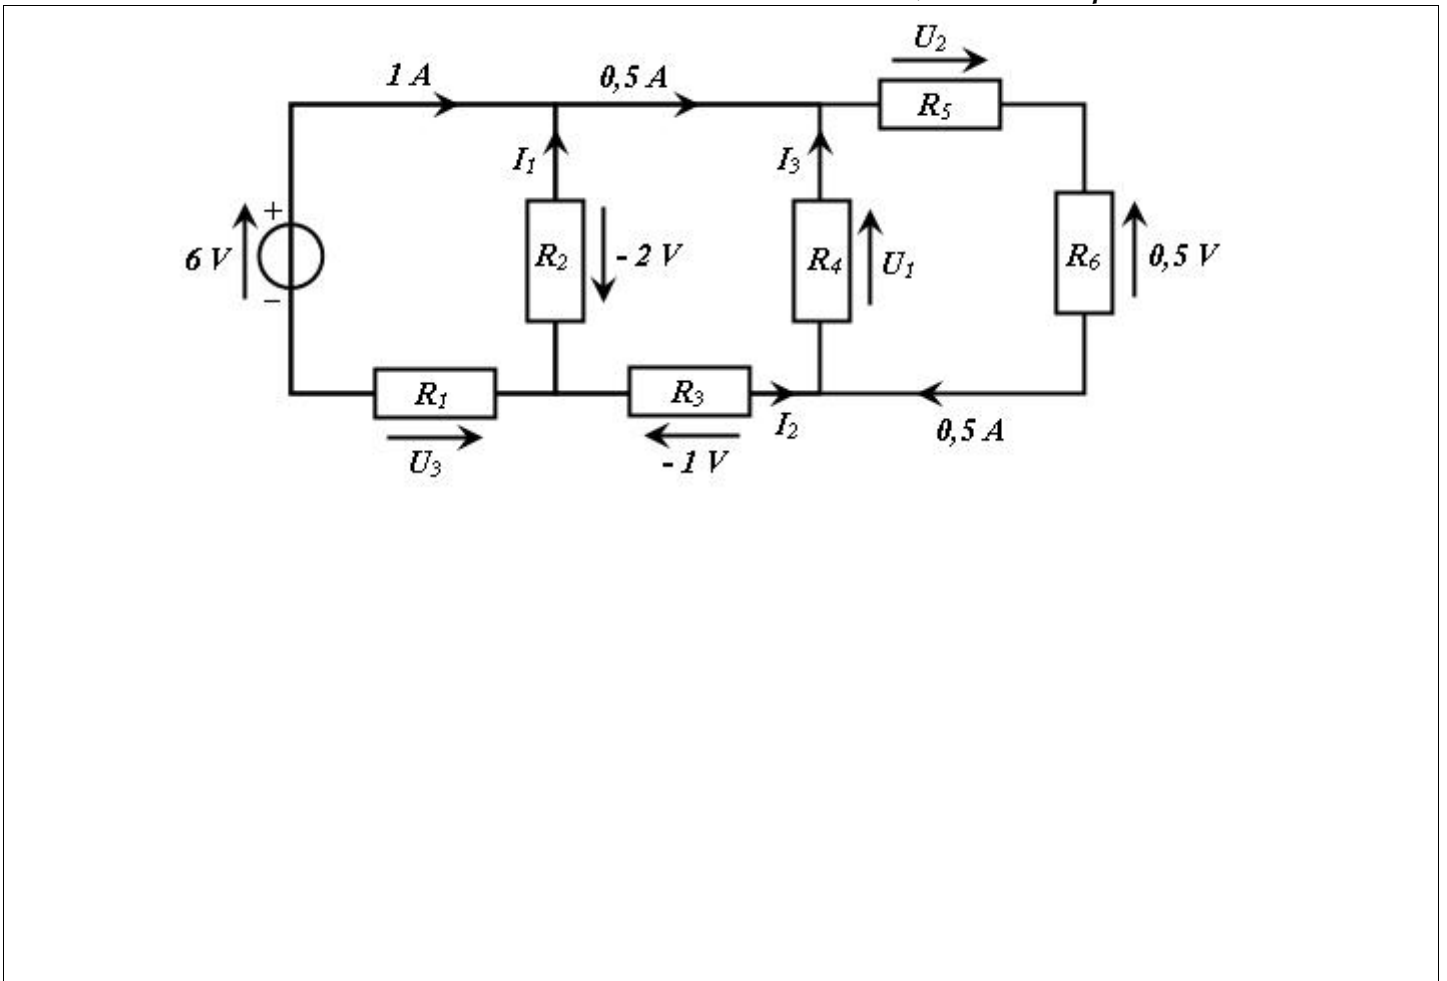 U₂
1 A
0,5 A
R₅
I₁
I₃
+
6 V
−
R₂
- 2 V
R₄
U₁
R₆
0,5 V
R₁
R₃
I₂
0,5 A
U₃
- 1 V